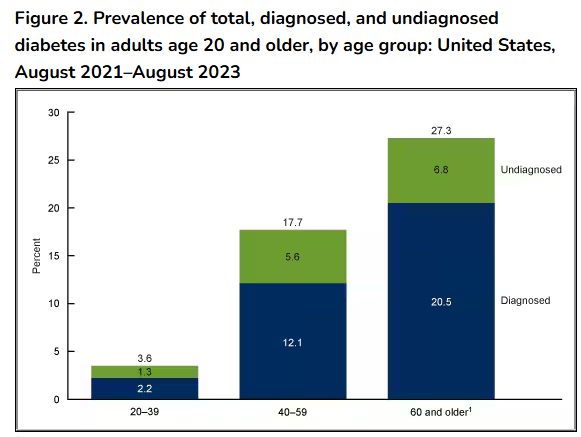 Figure 2. Prevalence of total, diagnosed, and undiagnosed
diabetes in adults age 20 and older, by age group: United States,
August 2021–August 2023
30
25
20
15
10
5
0
Percent
3.6
1.3
2.2
17.7
5.6
12.1
27.3
6.8
20.5
Undiagnosed
Diagnosed
20–39
40–59
60 and older¹